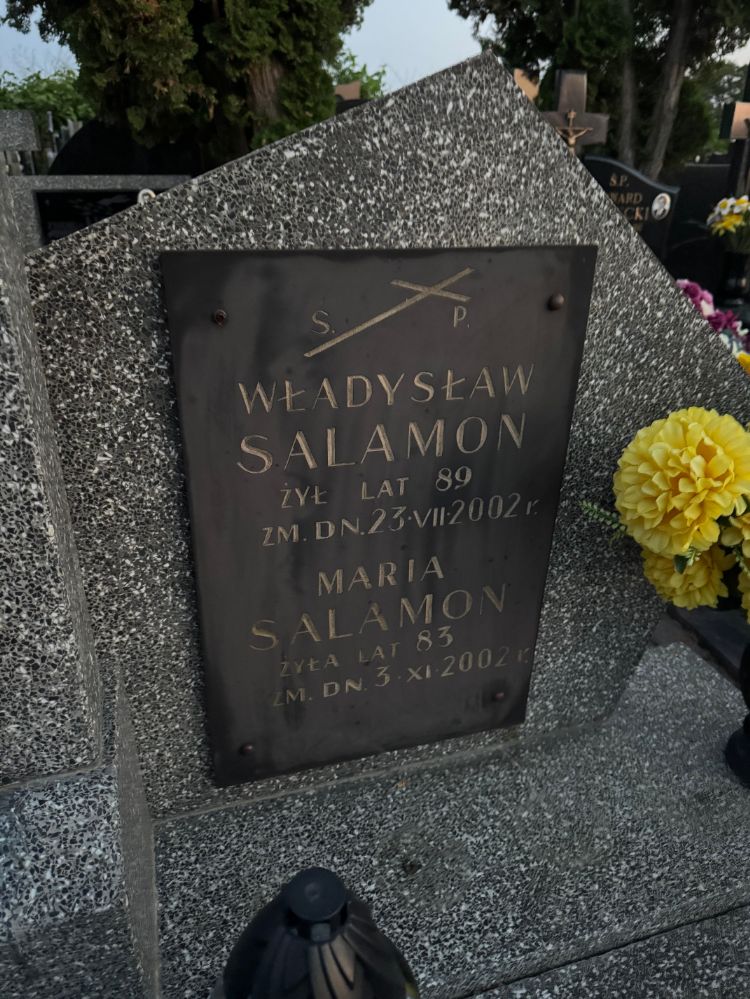 Ś. P.
WŁADYSŁAW
SALAMON
ŻYŁ LAT 89
ZM. DN. 23·VII·2002 r.
MARIA
SALAMON
ŻYŁA LAT 83
ZM. DN. 3·XI·2002 r.
Ś.P.